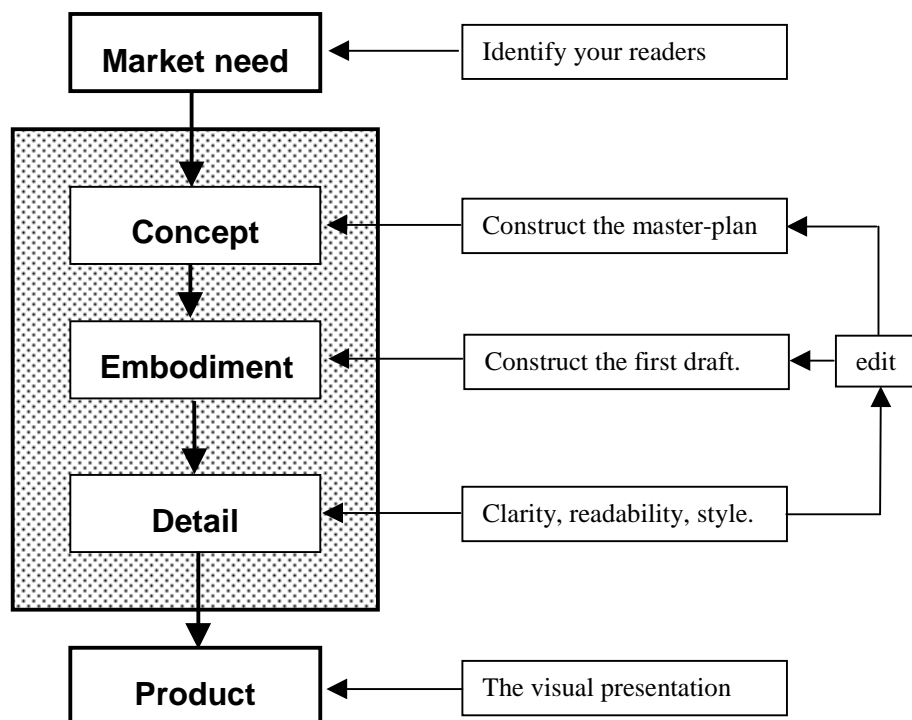 Market need
Identify your readers
Concept
Construct the master-plan
Embodiment
Construct the first draft.
edit
Detail
Clarity, readability, style.
Product
The visual presentation